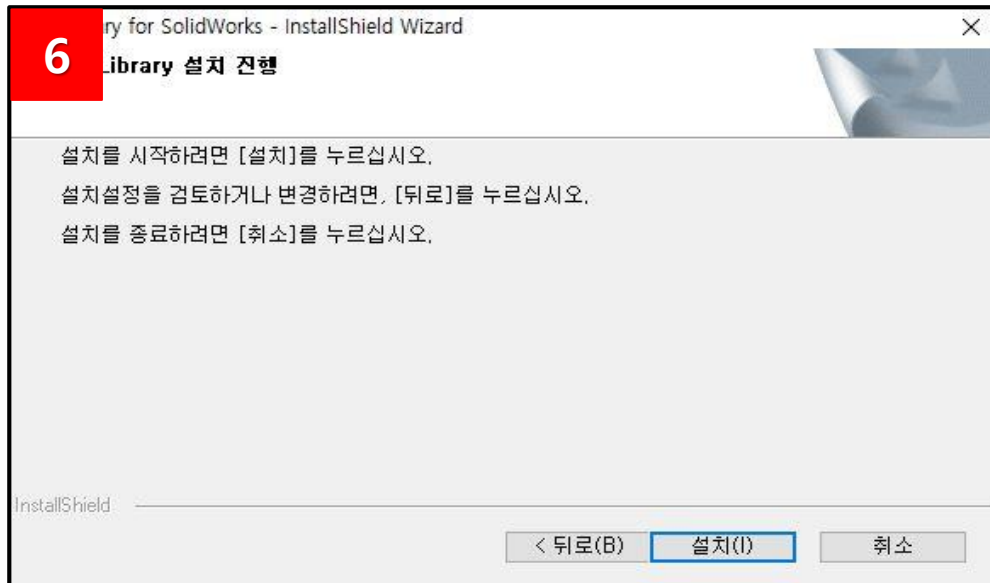 6
ry for SolidWorks - InstallShield Wizard
Library 설치 진행
설치를 시작하려면 [설치]를 누르십시오.
설치설정을 검토하거나 변경하려면, [뒤로]를 누르십시오.
설치를 종료하려면 [취소]를 누르십시오.
InstallShield
< 뒤로(B) 설치(I) 취소